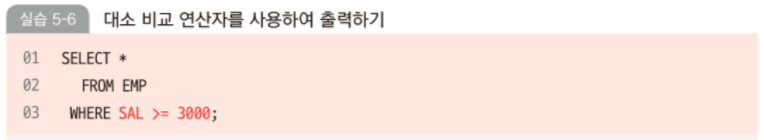 실습 5-6 대소 비교 연산자를 사용하여 출력하기
01 SELECT *
02 FROM EMP
03 WHERE SAL >= 3000;